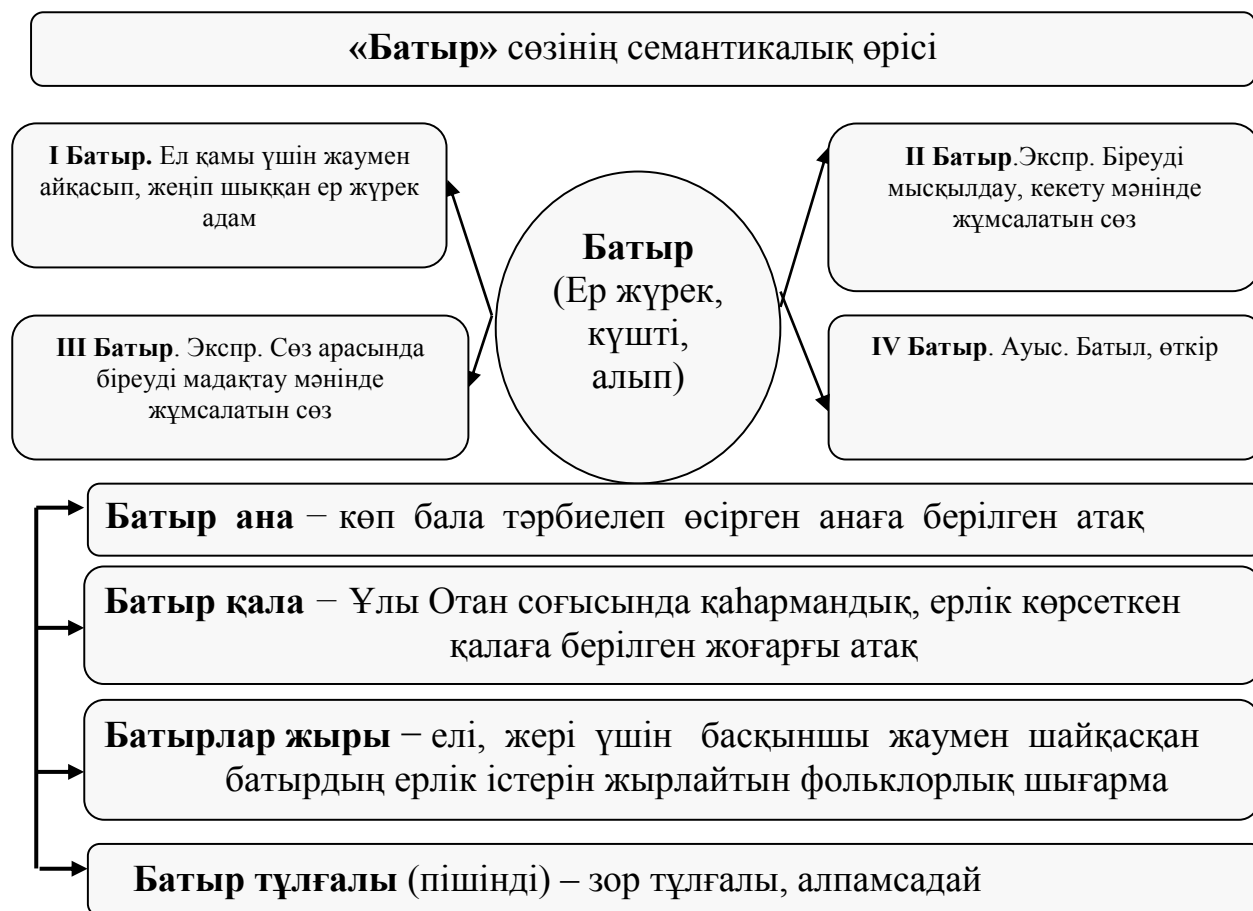 «Батыр» сөзінің семантикалық өрісі
I Батыр. Ел қамы үшін жаумен
айқасып, жеңіп шыққан ер жүрек
адам
II Батыр.Экспр. Біреуді
мысқылдау, кекету мәнінде
жұмсалатын сөз
Батыр
(Ер жүрек,
күшті,
алып)
III Батыр. Экспр. Сөз арасында
біреуді мадақтау мәнінде
жұмсалатын сөз
IV Батыр. Ауыс. Батыл, өткір
Батыр ана – көп бала тәрбиелеп өсірген анаға берілген атақ
Батыр қала – Ұлы Отан соғысында қаһармандық, ерлік көрсеткен
қалаға берілген жоғарғы атақ
Батырлар жыры – елі, жері үшін басқыншы жаумен шайқасқан
батырдың ерлік істерін жырлайтын фольклорлық шығарма
Батыр тұлғалы (пішінді) – зор тұлғалы, алпамсадай